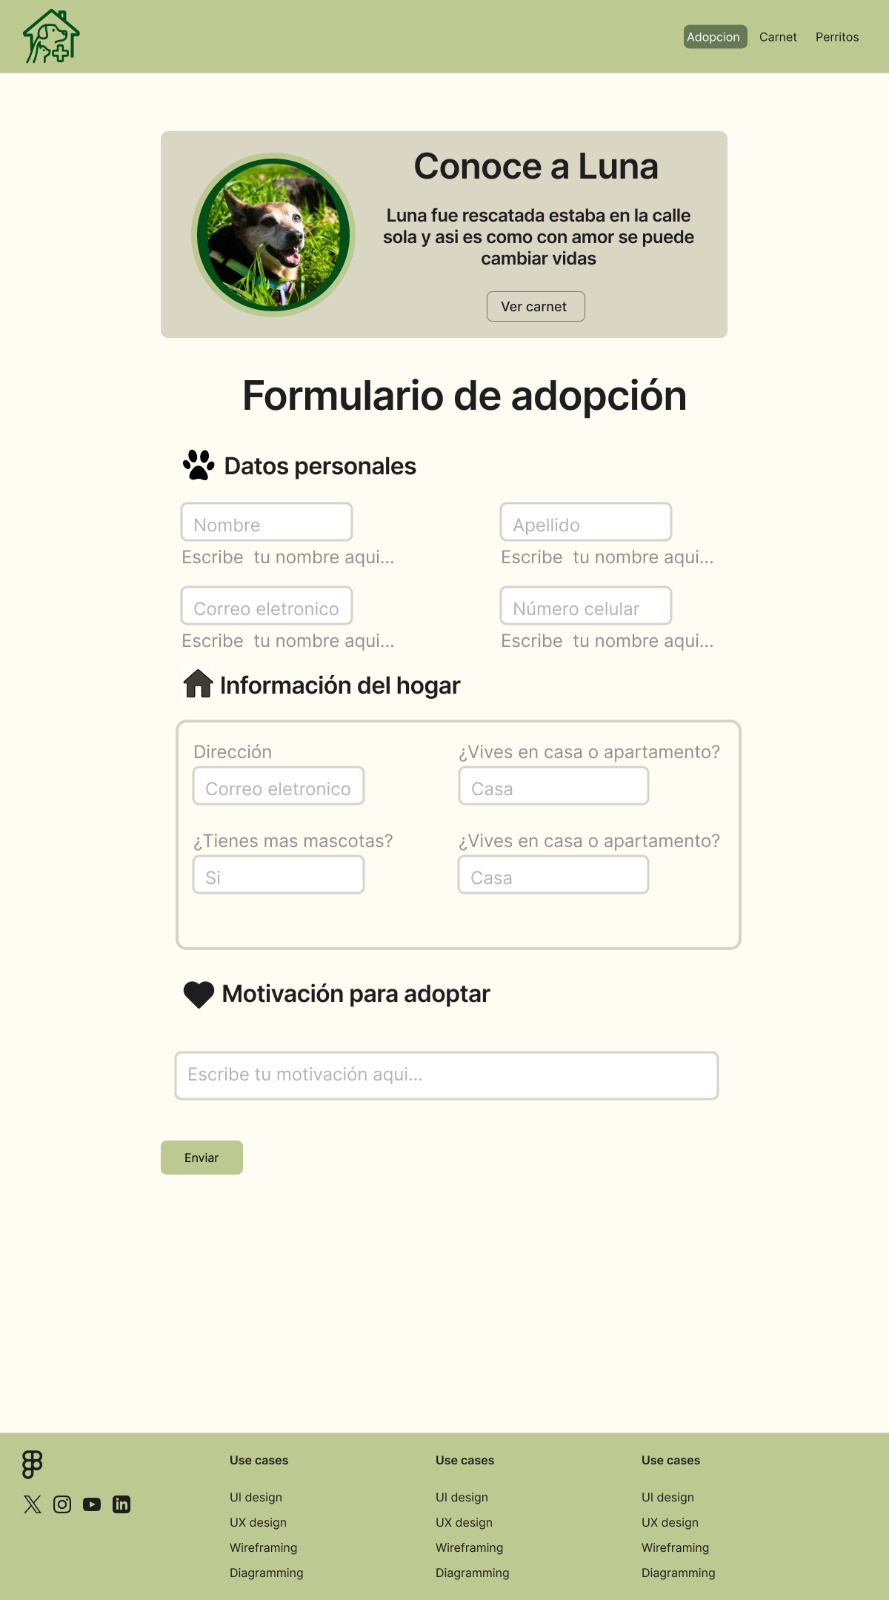 Adopcion Carnet Perritos
Conoce a Luna
Luna fue rescatada estaba en la calle
sola y asi es como con amor se puede
cambiar vidas
Ver carnet
Formulario de adopción
Datos personales
Nombre Apellido
Escribe  tu nombre aqui... Escribe  tu nombre aqui...
Correo eletronico Número celular
Escribe  tu nombre aqui... Escribe  tu nombre aqui...
Información del hogar
Dirección ¿Vives en casa o apartamento?
Correo eletronico Casa
¿Tienes mas mascotas? ¿Vives en casa o apartamento?
Si Casa
Motivación para adoptar
Escribe tu motivación aqui...
Enviar
Use cases Use cases Use cases
UI design UI design UI design
UX design UX design UX design
Wireframing Wireframing Wireframing
Diagramming Diagramming Diagramming